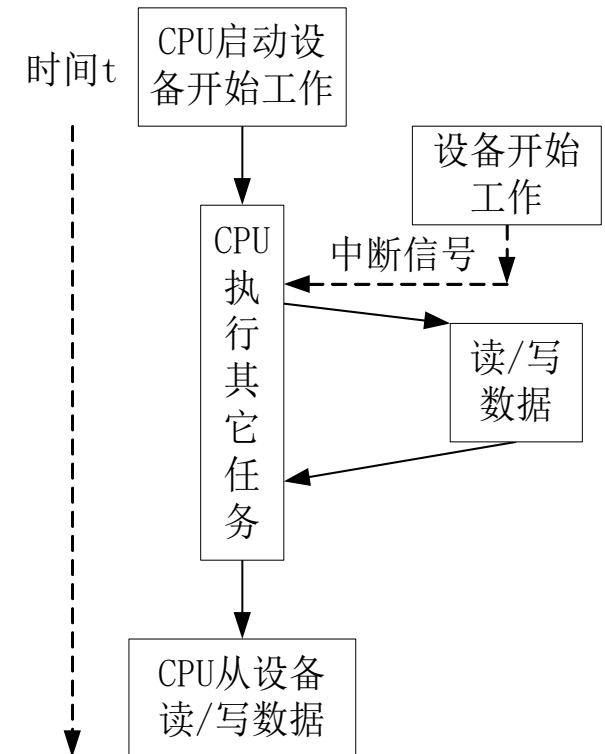 时间t
CPU启动设
备开始工作
设备开始
工作
CPU
执
行
其
它
任
务
中断信号
读/写
数据
CPU从设备
读/写数据